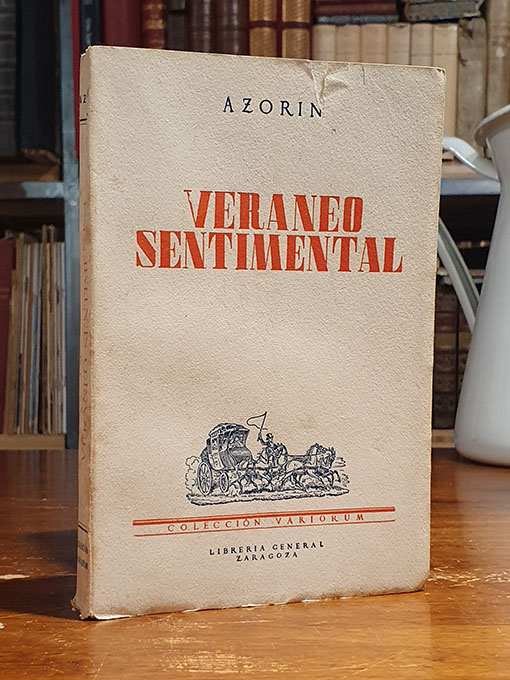 AZORIN
VERANEO
SENTIMENTAL
COLECCIÓN VARIORUM
LIBRERIA GENERAL
ZARAGOZA